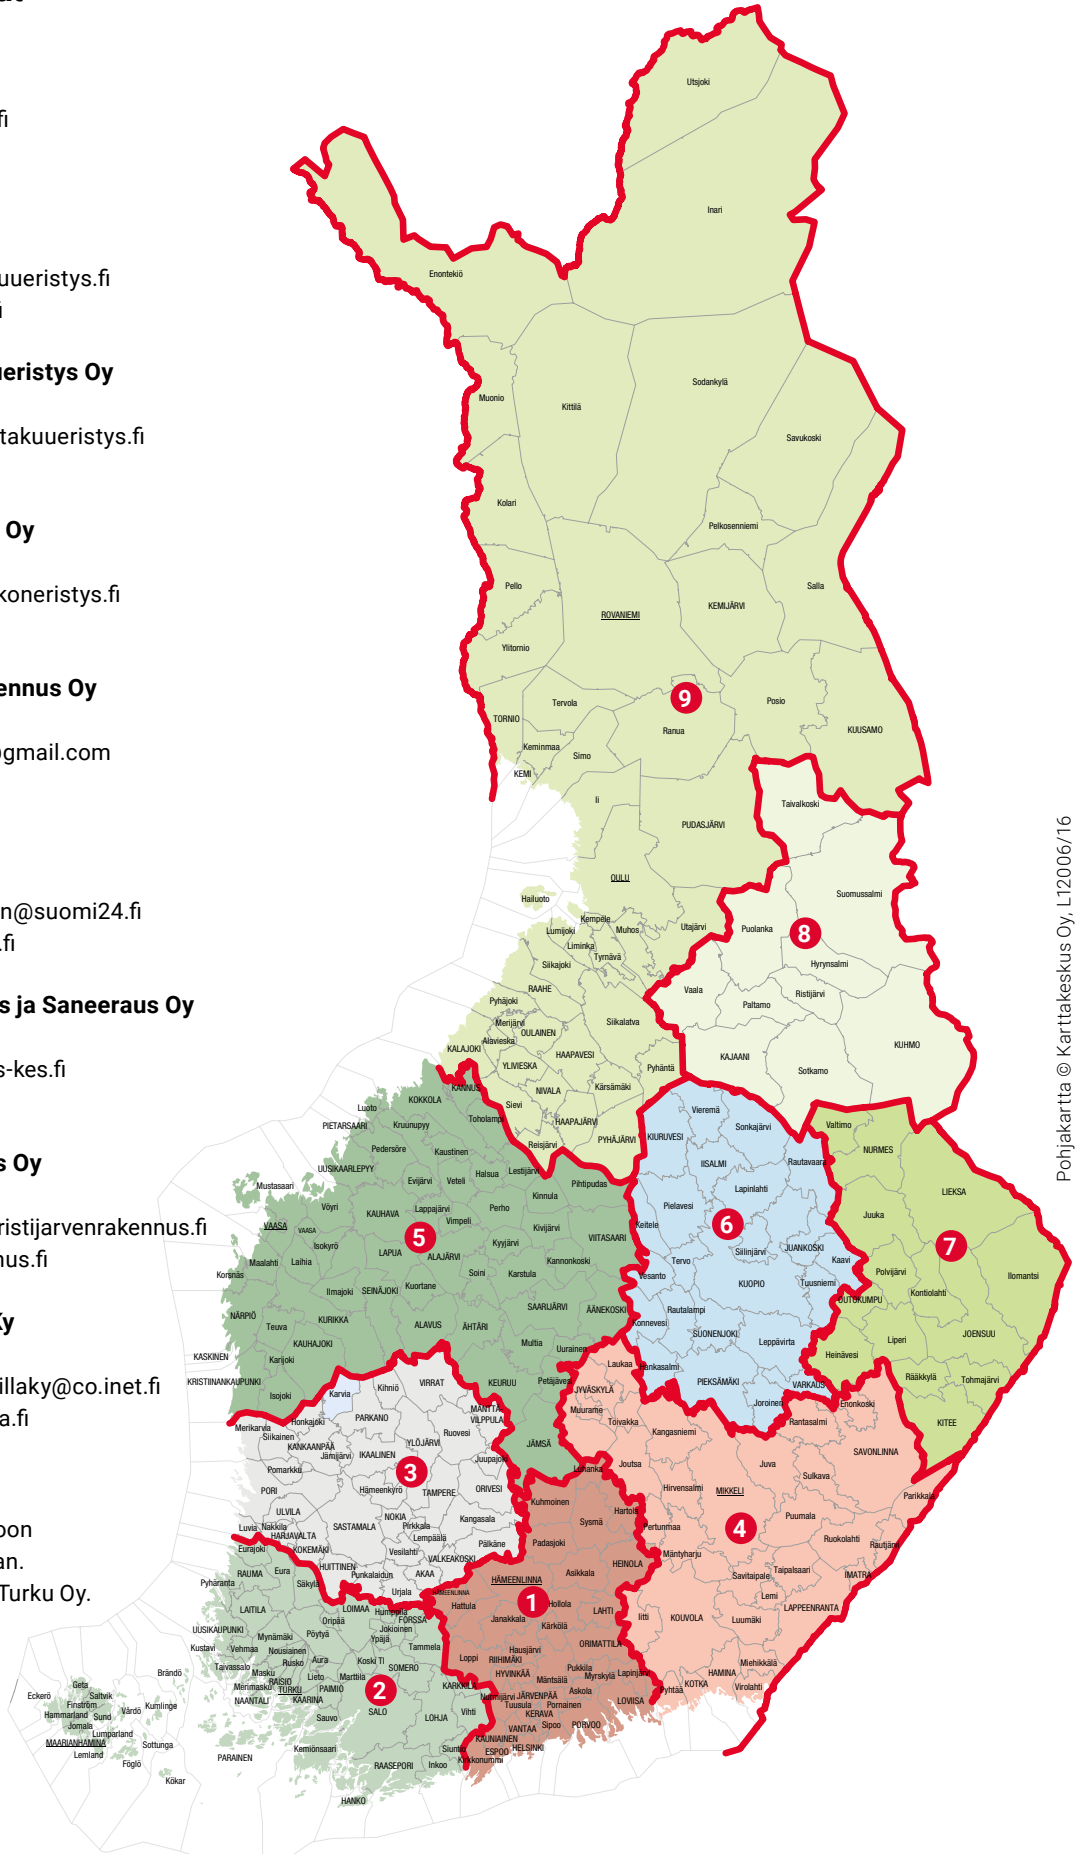 fi
uueristys.fi
i
ueristys Oy
takuueristys.fi
Oy
koneristys.fi
ennus Oy
@gmail.com
n@suomi24.fi
.fi
s ja Saneeraus Oy
s-kes.fi
s Oy
ristijarvenrakennus.fi
nus.fi
Ky
illaky@co.inet.fi
a.fi
oon
an.
Turku Oy.
Utsjoki
Inari
Enontekiö
Muonio
Kittilä
Sodankylä
Savukoski
Kolari
Pelkosenniemi
Pello
ROVANIEMI
KEMIJÄRVI
Salla
Ylitornio
9
Tervola
Posio
TORNIO
Ranua
KUUSAMO
Keminmaa
Simo
KEMI
Ii
Taivalkoski
PUDASJÄRVI
OULU
Suomussalmi
Hailuoto
Kempele
Lumijoki
Muhos
Utajärvi
Puolanka
8
Liminka
Tyrnävä
Siikajoki
Hyrynsalmi
RAAHE
Vaala
Ristijärvi
Pyhäjoki
Paltamo
Merijärvi
Siikalatva
OULAINEN
Alavieska
KALAJOKI
HAAPAVESI
KAJAANI
KUHMO
YLIVIESKA
Pyhäntä
Sotkamo
KANNUS
NIVALA
Kärsämäki
KOKKOLA
Sievi
Luoto
Toholampi
HAAPAJÄRVI
PIETARSAARI
Kruunupyy
PYHÄJÄRVI
Reisjärvi
Vieremä
Sonkajärvi
KIURUVESI
Valtimo
NURMES
Pedersöre
Kaustinen
UUSIKAARLEPYY
IISALMI
Rautavaara
Evijärvi
Veteli
Halsua
Lestijärvi
Pihtipudas
Lapinlahti
LIEKSA
Mustasaari
Kinnula
Vöyri
KAUHAVA
Lappajärvi
Perho
Pielavesi
Juuka
VAASA
VAASA
Vimpeli
Kivijärvi
Keitele
6
Isokyrö
5
Kyyjärvi
VIITASAARI
Siilinjärvi
JUANKOSKI
7
Maalahti
Laihia
LAPUA
ALAJÄRVI
Kannonkoski
Tervo
Kaavi
Polvijärvi
Ilomantsi
Korsnäs
Soini
Karstula
Vesanto
KUOPIO
Tuusniemi
Kontiolahti
Ilmajoki
SEINÄJOKI
Kuortane
OUTOKUMPU
SAARIJÄRVI
ÄÄNEKOSKI
Rautalampi
NÄRPIÖ
Teuva
KURIKKA
ALAVUS
ÄHTÄRI
Konnevesi
SUONENJOKI
Leppävirta
Liperi
JOENSUU
KAUHAJOKI
Multia
Uurainen
Heinävesi
KASKINEN
Karijoki
Laukaa
Hankasalmi
Rääkkylä
Tohmajärvi
KRISTIINANKAUPUNKI
KEURUU
Petäjävesi
PIEKSÄMÄKI
VARKAUS
Isojoki
Karvia
Kihniö
VIRRAT
JYVÄSKYLÄ
Joroinen
Enonkoski
Muurame
Toivakka
Rantasalmi
KITEE
Merikarvia
Honkajoki
PARKANO
MÄNTTÄ
VILPPULA
Kangasniemi
Siikainen
Ruovesi
KANKAANPÄÄ
YLÖJÄRVI
JÄMSÄ
SAVONLINNA
Jämijärvi
IKAALINEN
Juupajoki
Luhanka
Joutsa
Juva
Pomarkku
3
Sulkava
PORI
Hämeenkyrö
TAMPERE
ORIVESI
Hirvensalmi
MIKKELI
Parikkala
Kuhmoinen
ULVILA
NOKIA
Kangasala
Sysmä
Hartola
Puumala
Luvia
Nakkila
SASTAMALA
Pirkkala
Pertunmaa
4
HARJAVALTA
Lempäälä
Pälkäne
Padasjoki
Ruokolahti
Rautjärvi
Eurajoki
KOKEMÄKI
Vesilahti
VALKEAKOSKI
Mäntyharju
RAUMA
Eura
HUITTINEN
Punkalaidun
AKAA
Asikkala
HEINOLA
Savitaipale
Taipalsaari
IMATRA
Pyhäranta
Säkylä
Urjala
HÄMEENLINNA
HÄMEENLINNA
Lemi
LAITILA
LOIMAA
Humppila
Hattula
1
Hollola
LAHTI
Iitti
KOUVOLA
LAPPEENRANTA
Oripää
FORSSA
Janakkala
Kärkölä
Luumäki
UUSIKAUPUNKI
Pöytyä
Jokioinen
Ypäjä
Mynämäki
Tammela
ORIMATTILA
Kustavi
Vehmaa
Nousiainen
Hausjärvi
Loppi
RIIHIMÄKI
Miehikkälä
Taivassalo
Rusko
Aura
Koski Tl
SOMERO
Masku
HYVINKÄÄ
Pukkila
Lapinjärvi
HAMINA
Brändö
RAISIO
Lieto
Marttila
Mäntsälä
Myrskylä
Virolahti
Merimasku
TURKU
PAIMIO
2
KARKKILA
Askola
Pyhtää
KOTKA
Eckerö
Geta
Saltvik
NAANTALI
KAARINA
Nurmijärvi
JÄRVENPÄÄ
LOVIISA
Finström
Kumlinge
Tuusula
Pornainen
Hammarland
Sund
Vårdö
Sauvo
SALO
LOHJA
Vihti
KERAVA
Jomala
VANTAA
Sipoo
PORVOO
Lumparland
KAUNIAINEN
MAARIANHAMINA
Sottunga
Kemiönsaari
Siuntio
ESPOO
HELSINKI
Lemland
Föglö
PARAINEN
RAASEPORI
Inkoo
Kirkkonummi
Kökar
HANKO
Pohjakartta © Karttakeskus Oy, L12006/16